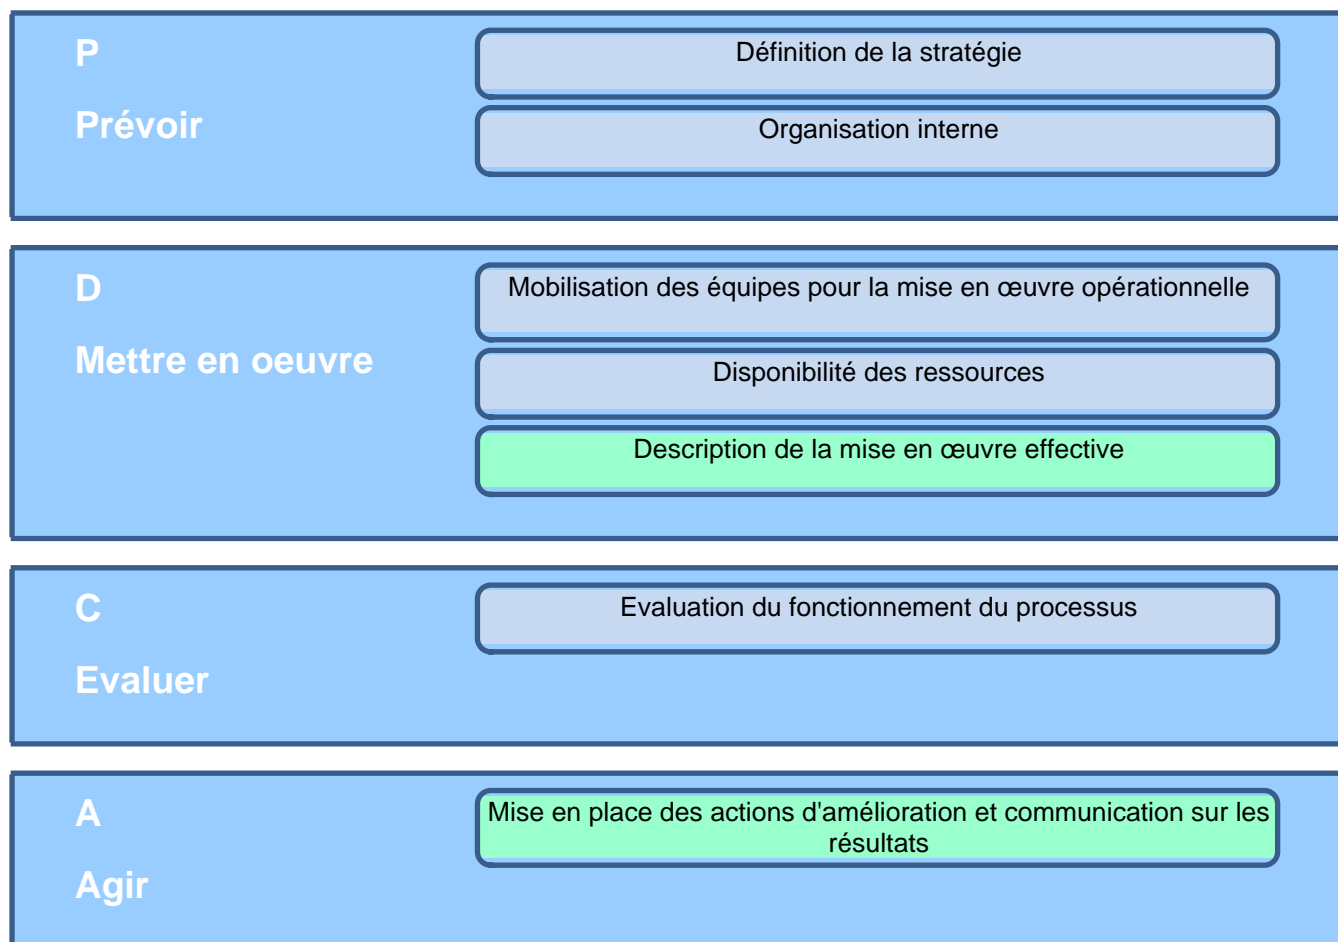 P
Prévoir
Définition de la stratégie
Organisation interne
D
Mettre en oeuvre
Mobilisation des équipes pour la mise en œuvre opérationnelle
Disponibilité des ressources
Description de la mise en œuvre effective
C
Evaluer
Evaluation du fonctionnement du processus
A
Agir
Mise en place des actions d'amélioration et communication sur les
résultats